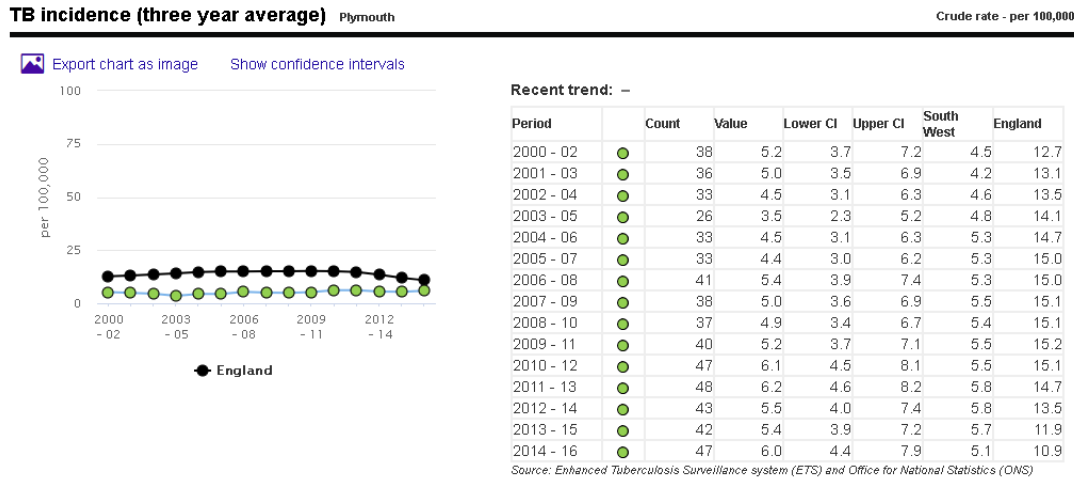 TB incidence (three year average) Plymouth Crude rate - per 100,000
Export chart as image Show confidence intervals
100
75
50
25
0
per 100,000
2000 - 02
2003 - 05
2006 - 08
2009 - 11
2012 - 14
England
Recent trend: –
Period Count Value Lower CI Upper CI South West England
2000 - 02 38 5.2 3.7 7.2 4.5 12.7
2001 - 03 36 5.0 3.5 6.9 4.2 13.1
2002 - 04 33 4.5 3.1 6.3 4.6 13.5
2003 - 05 26 3.5 2.3 5.2 4.8 14.1
2004 - 06 33 4.5 3.1 6.3 5.3 14.7
2005 - 07 33 4.4 3.0 6.2 5.3 15.0
2006 - 08 41 5.4 3.9 7.4 5.3 15.0
2007 - 09 38 5.0 3.6 6.9 5.5 15.1
2008 - 10 37 4.9 3.4 6.7 5.4 15.1
2009 - 11 40 5.2 3.7 7.1 5.5 15.2
2010 - 12 47 6.1 4.5 8.1 5.5 15.1
2011 - 13 48 6.2 4.6 8.2 5.8 14.7
2012 - 14 43 5.5 4.0 7.4 5.8 13.5
2013 - 15 42 5.4 3.9 7.2 5.7 11.9
2014 - 16 47 6.0 4.4 7.9 5.1 10.9
Source: Enhanced Tuberculosis Surveillance system (ETS) and Office for National Statistics (ONS)